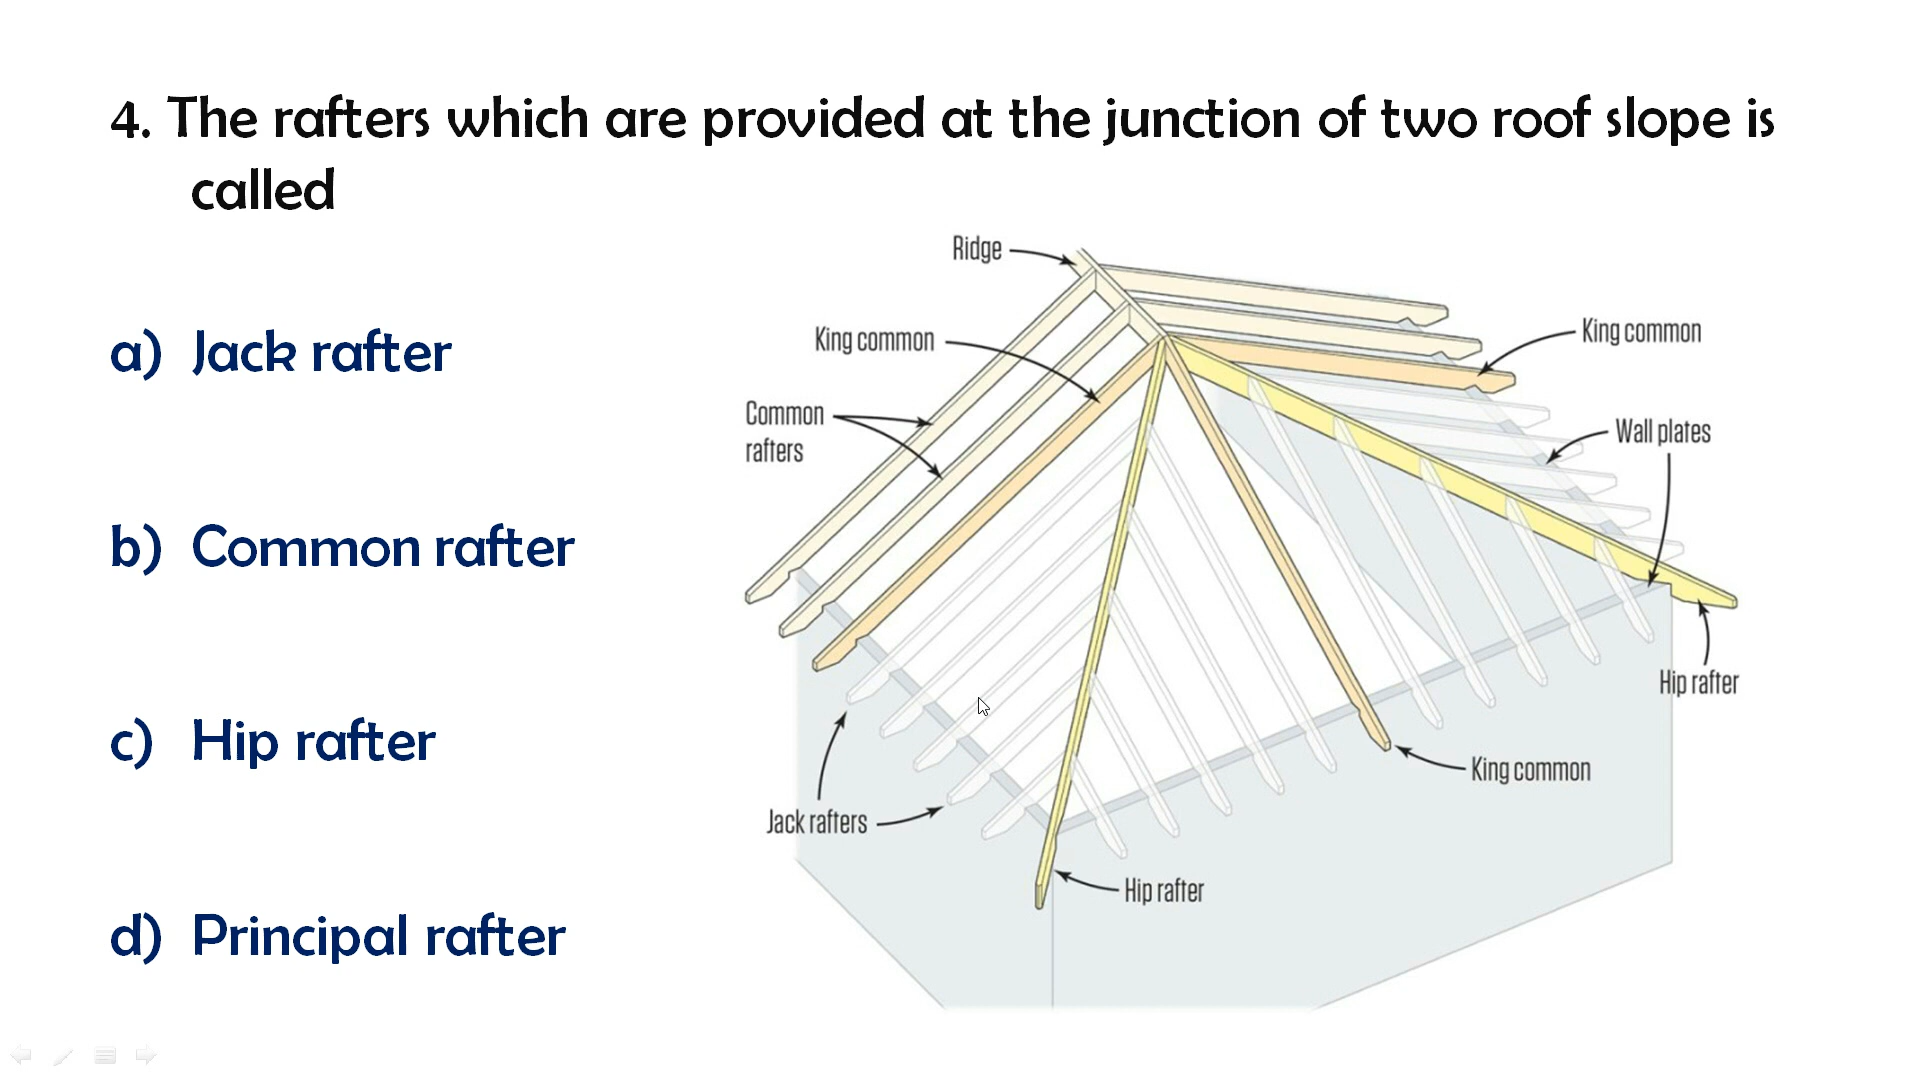 4. The rafters which are provided at the junction of two roof slope is
called
a) Jack rafter
b) Common rafter
c) Hip rafter
d) Principal rafter
Ridge
King common
King common
Common
rafters
Wall plates
Hip rafter
King common
Jack rafters
Hip rafter